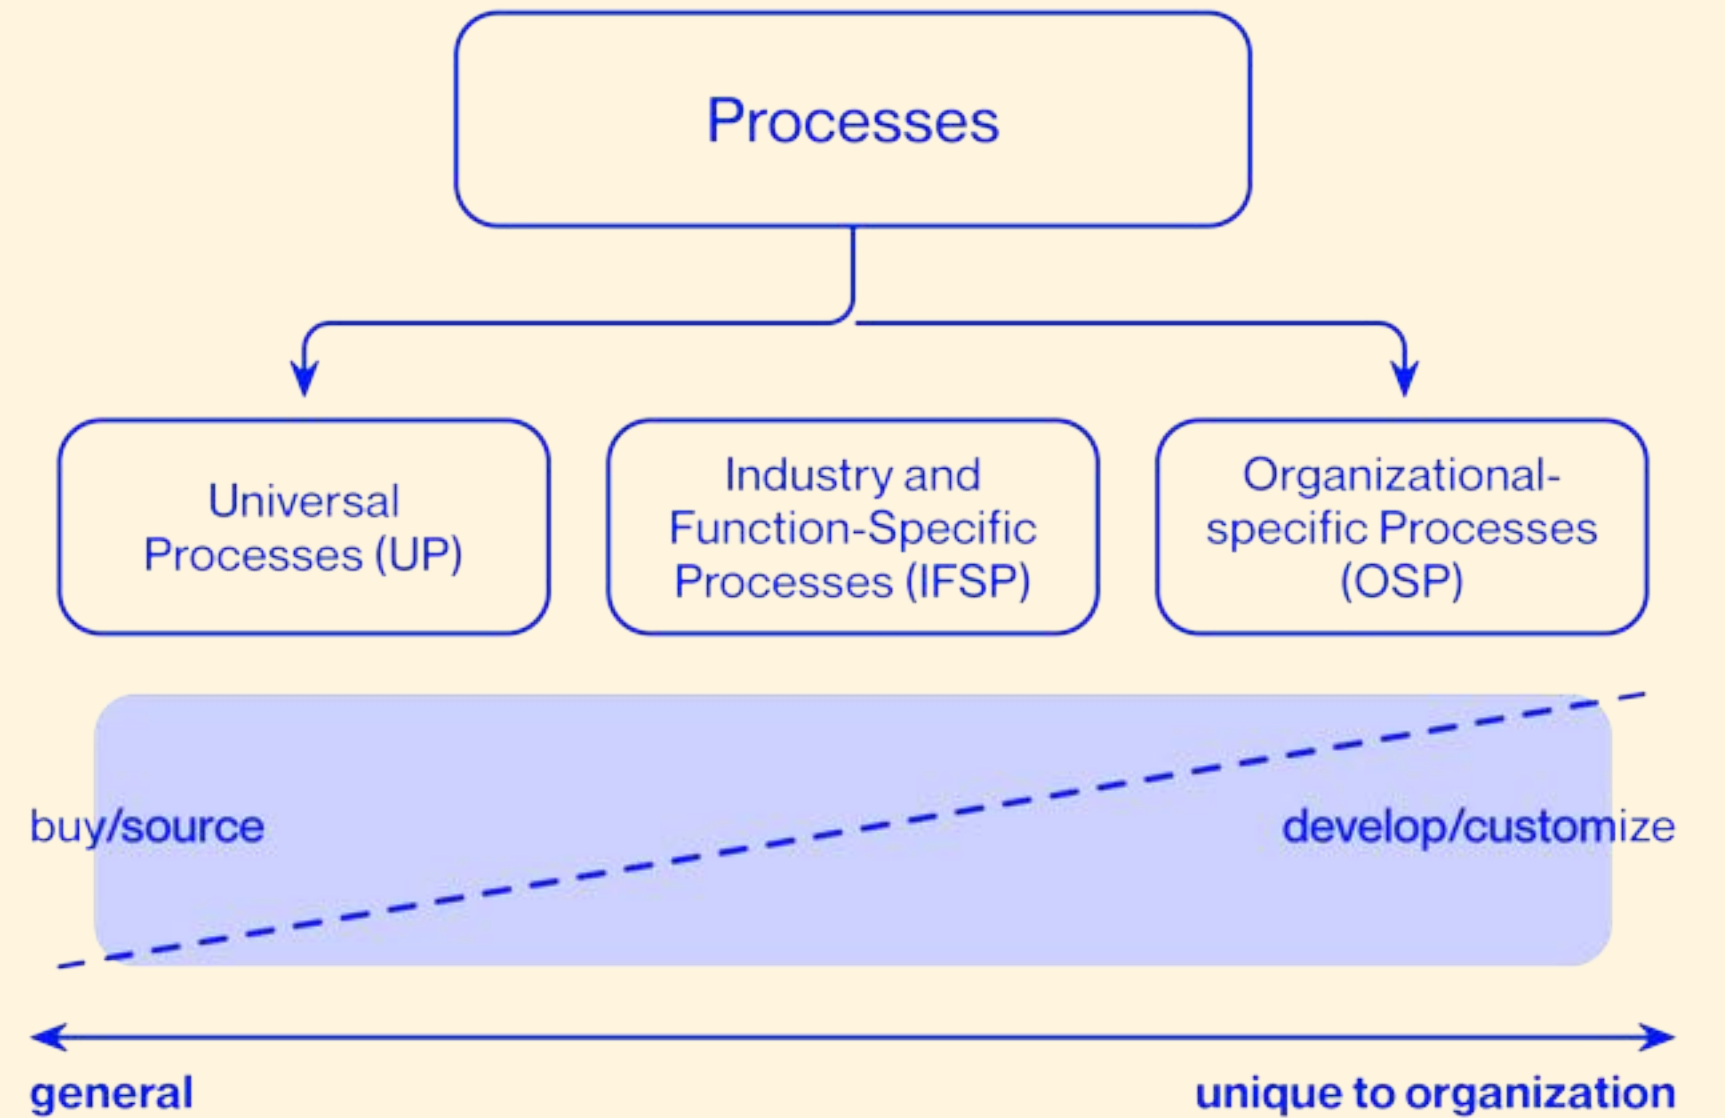 Processes
Universal
Processes (UP)
Industry and
Function-Specific
Processes (IFSP)
Organizational-
specific Processes
(OSP)
buy/source
develop/customize
general
unique to organization